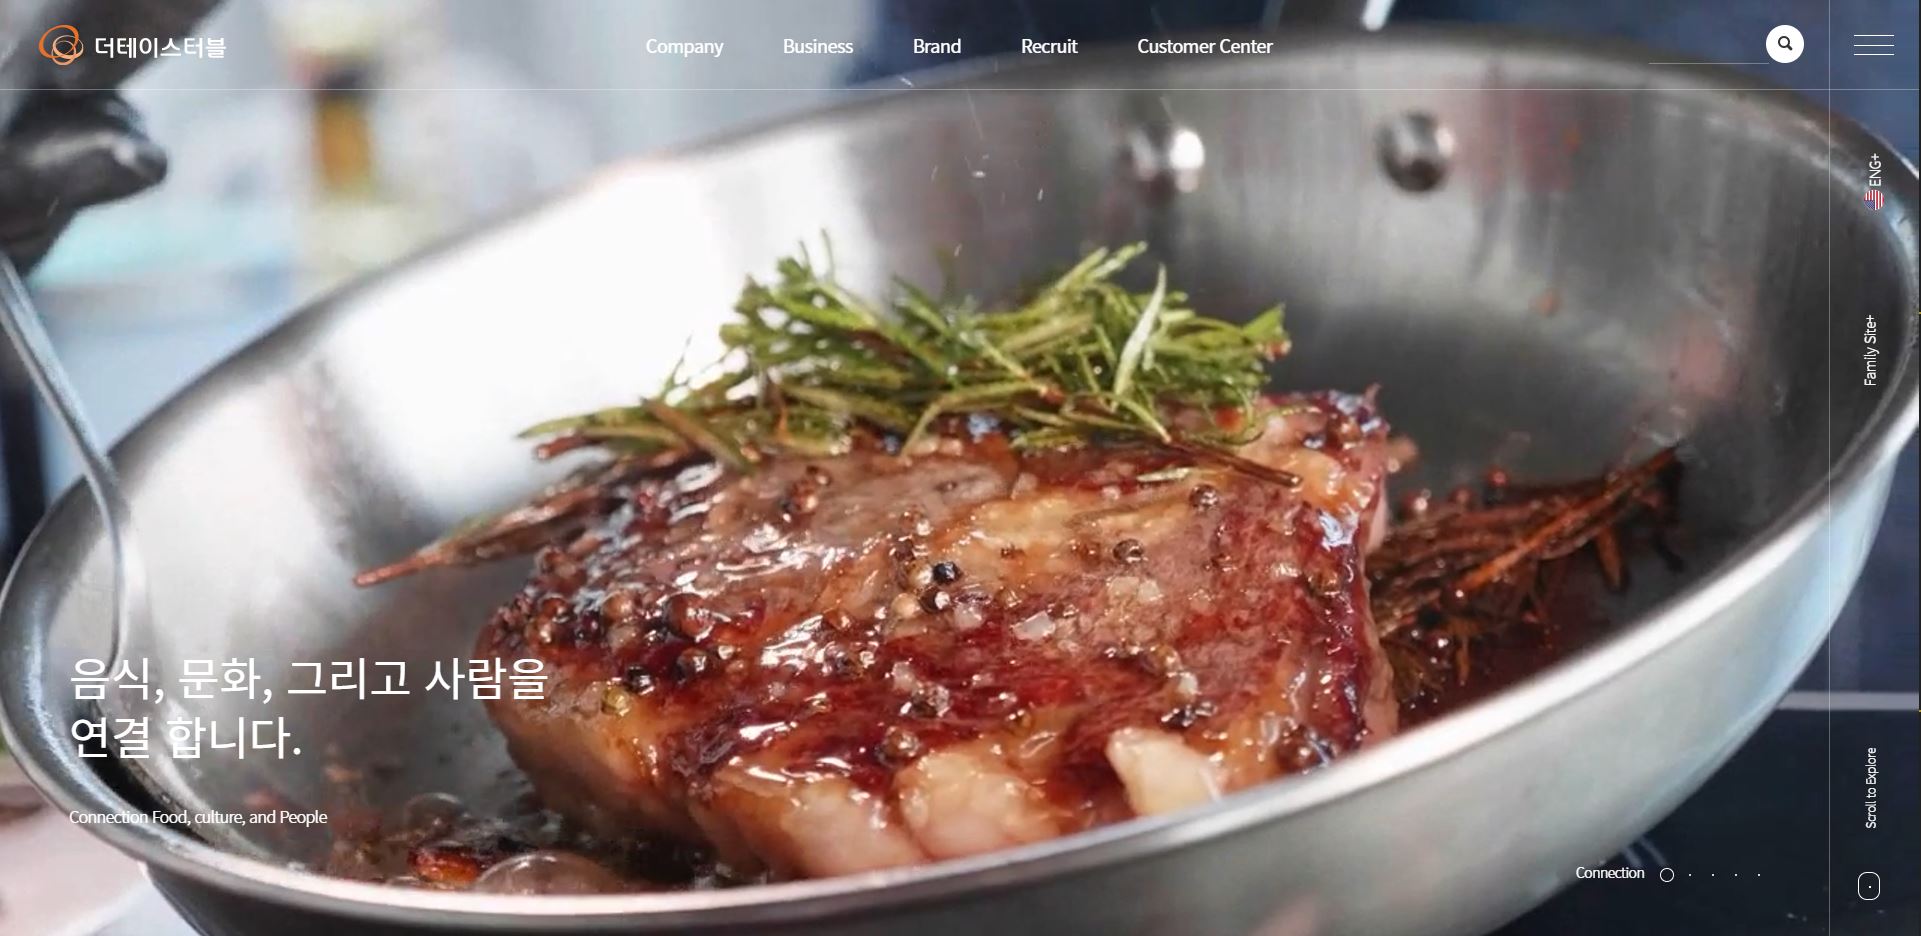 더테이스터블
Company Business Brand Recruit Customer Center
ENG+
Family Site+
음식, 문화, 그리고 사람을
연결 합니다.
Connection Food, culture, and People
Scroll to Explore
Connection